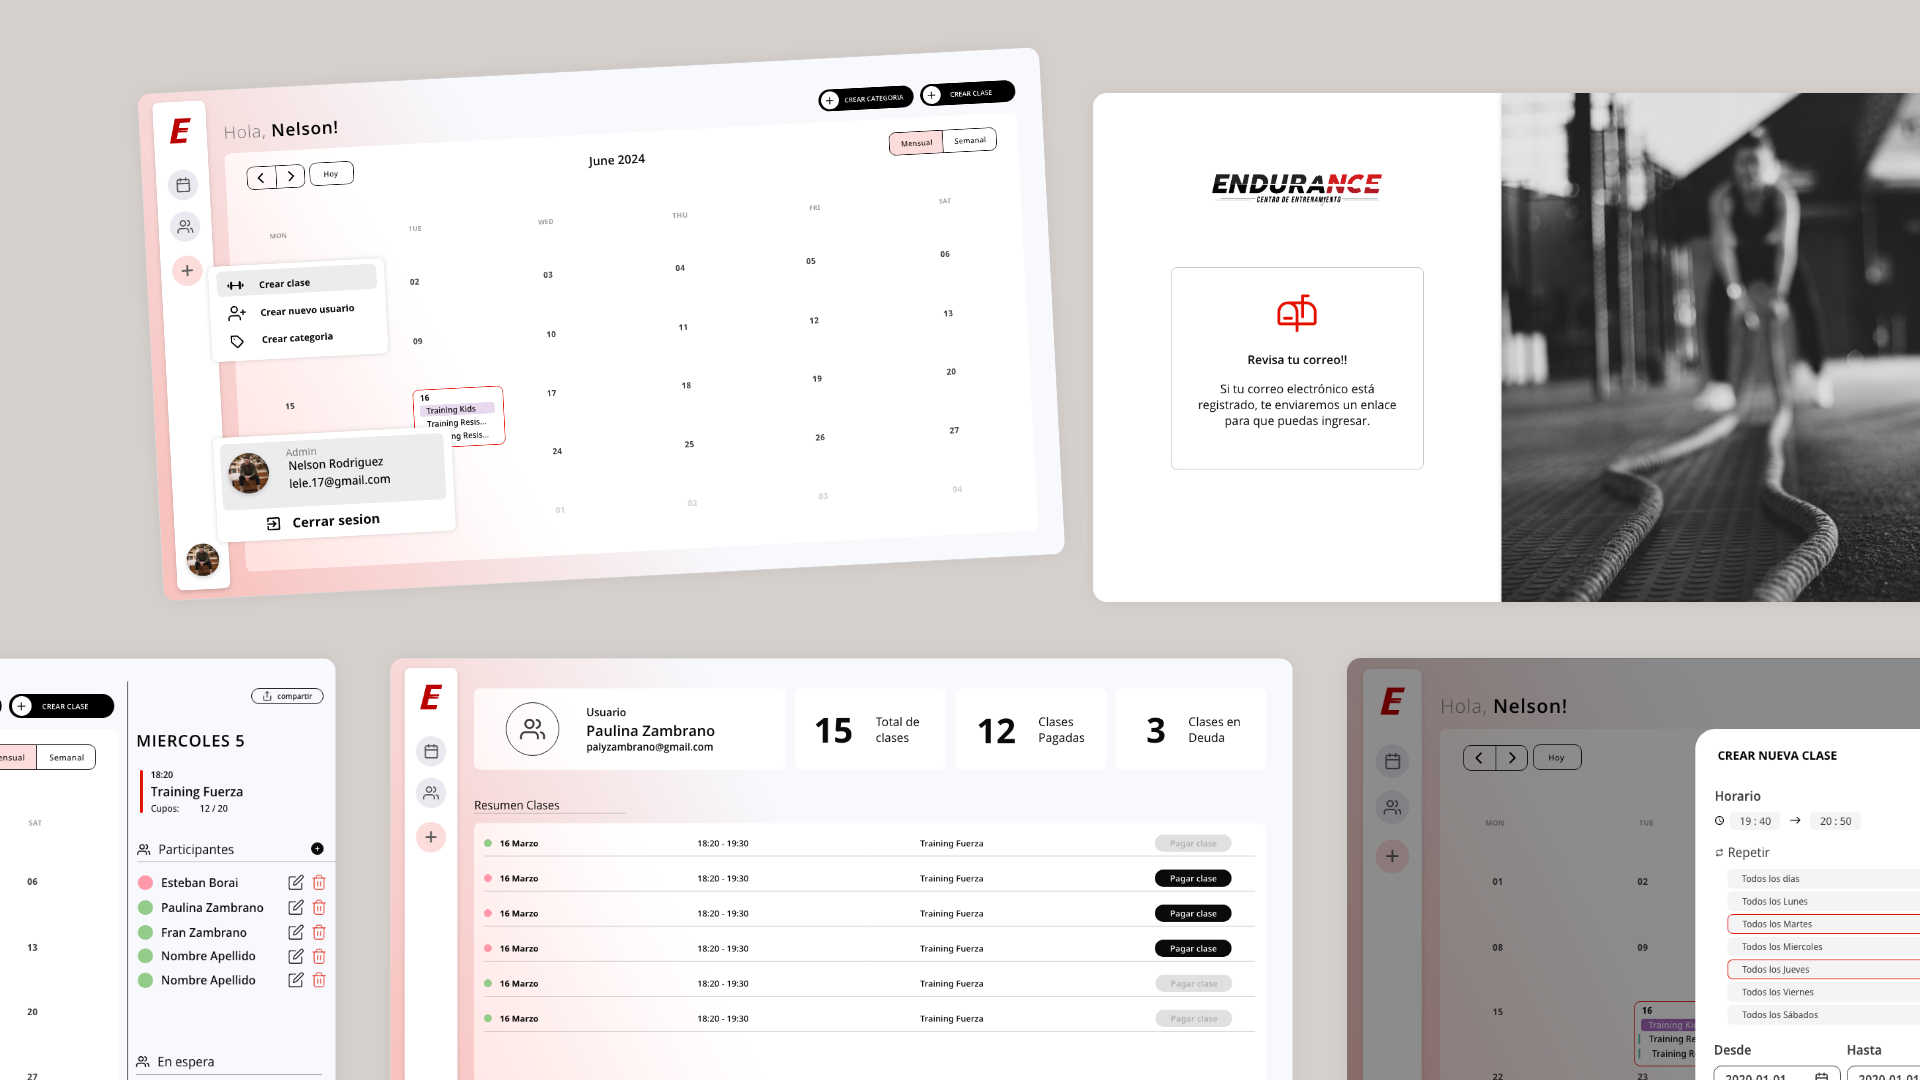 E
Hola, Nelson!
CREAR CATEGORIA
CREAR CLASE
Hoy
June 2024
Mensual
Semanal
MON
TUE
WED
THU
FRI
SAT
02
03
04
05
06
Crear clase
Crear nuevo usuario
Crear categoria
09
10
11
12
13
15
16
Training Kids
Training Resis...
ng Resis...
17
18
19
20
Admin
Nelson Rodriguez
lele.17@gmail.com
Cerrar sesion
24
25
26
27
01
02
03
04
ENDURANCE
CENTRO DE ENTRENAMIENTO
Revisa tu correo!!
Si tu correo electrónico está
registrado, te enviaremos un enlace
para que puedas ingresar.
CREAR CLASE
ensual
Semanal
SAT
06
13
20
27
compartir
MIERCOLES 5
18:20
Training Fuerza
Cupos: 12 / 20
Participantes
Esteban Borai
Paulina Zambrano
Fran Zambrano
Nombre Apellido
Nombre Apellido
En espera
E
Usuario
Paulina Zambrano
palyzambrano@gmail.com
15 Total de
clases
12 Clases
Pagadas
3 Clases en
Deuda
Resumen Clases
16 Marzo 18:20 - 19:30 Training Fuerza Pagar clase
16 Marzo 18:20 - 19:30 Training Fuerza Pagar clase
16 Marzo 18:20 - 19:30 Training Fuerza Pagar clase
16 Marzo 18:20 - 19:30 Training Fuerza Pagar clase
16 Marzo 18:20 - 19:30 Training Fuerza Pagar clase
16 Marzo 18:20 - 19:30 Training Fuerza Pagar clase
E
Hola, Nelson!
Hoy
MON
TUE
01
02
08
09
15
16
Training Ki
Training Re
Training R
22
23
CREAR NUEVA CLASE
Horario
19 : 40 → 20 : 50
Repetir
Todos los días
Todos los Lunes
Todos los Martes
Todos los Miercoles
Todos los Jueves
Todos los Viernes
Todos los Sábados
Desde
Hasta
2020-01-01
2020-01-01